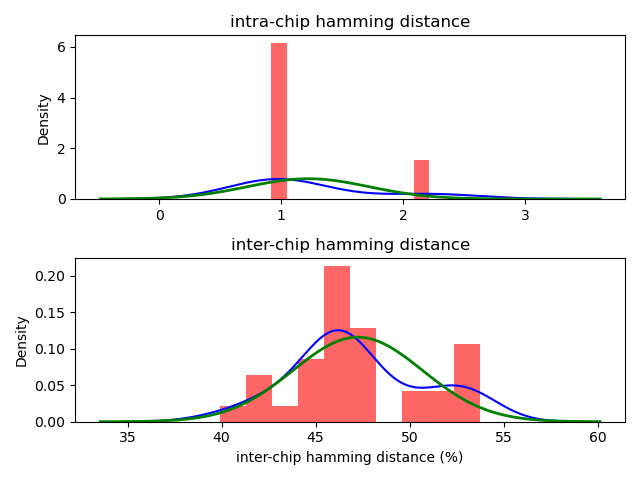 intra-chip hamming distance
6
4
2
0
Density
0 1 2 3
inter-chip hamming distance
0.20
0.15
0.10
0.05
0.00
Density
35 40 45 50 55 60
inter-chip hamming distance (%)